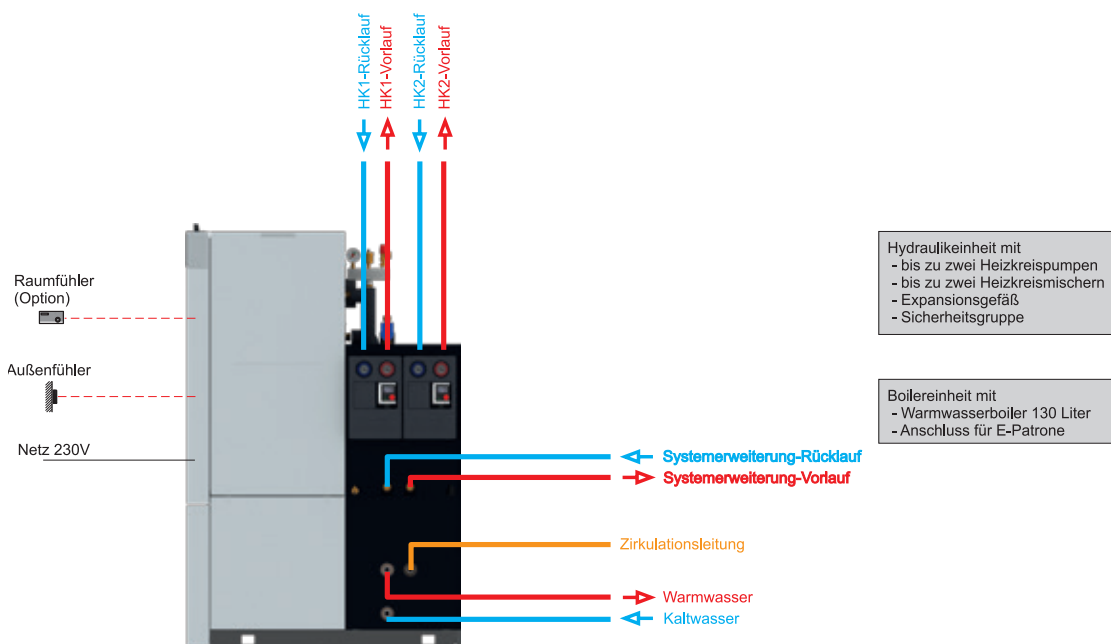 HK1-Rücklauf
HK1-Vorlauf
HK2-Rücklauf
HK2-Vorlauf
Raumfühler
(Option)
Außenfühler
Netz 230V
Hydraulikeinheit mit
- bis zu zwei Heizkreispumpen
- bis zu zwei Heizkreismischern
- Expansionsgefäß
- Sicherheitsgruppe
Boilereinheit mit
- Warmwasserboiler 130 Liter
- Anschluss für E-Patrone
Systemerweiterung-Rücklauf
Systemerweiterung-Vorlauf
Zirkulationsleitung
Warmwasser
Kaltwasser